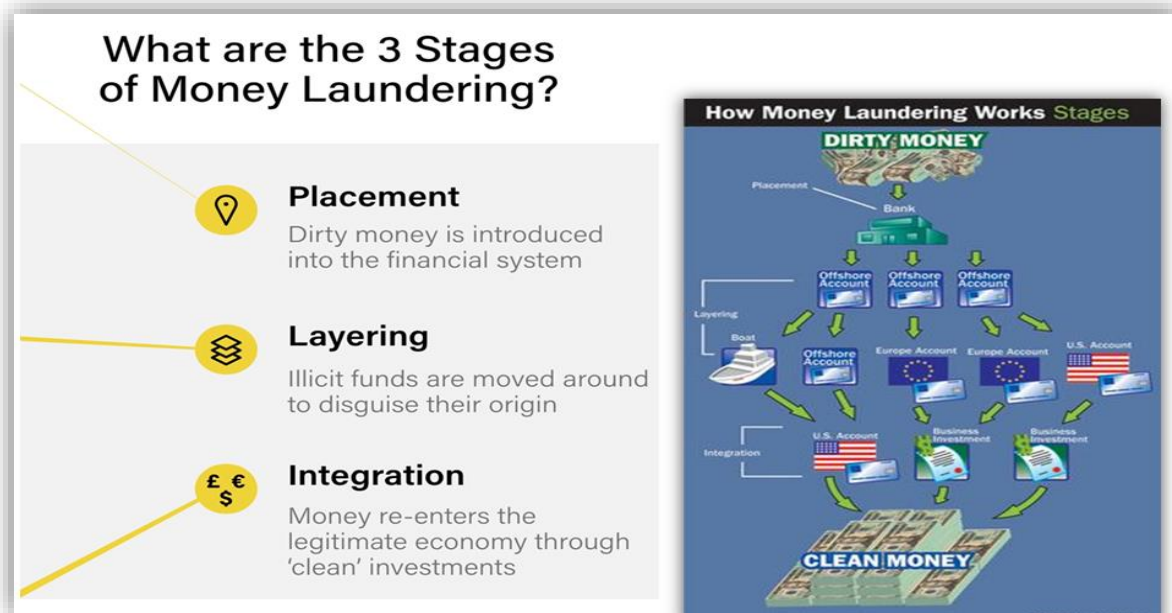 What are the 3 Stages
of Money Laundering?
Placement
Dirty money is introduced
into the financial system
Layering
Illicit funds are moved around
to disguise their origin
£ €
$
Integration
Money re-enters the
legitimate economy through
'clean' investments
How Money Laundering Works Stages
DIRTY MONEY
Placement
Bank
Offshore
Account
Offshore
Account
Offshore
Account
Layering
Boat
Offshore
Account
Europe Account
Europe Account
U.S. Account
Integration
U.S. Account
Business
Investment
Business
Investment
CLEAN MONEY